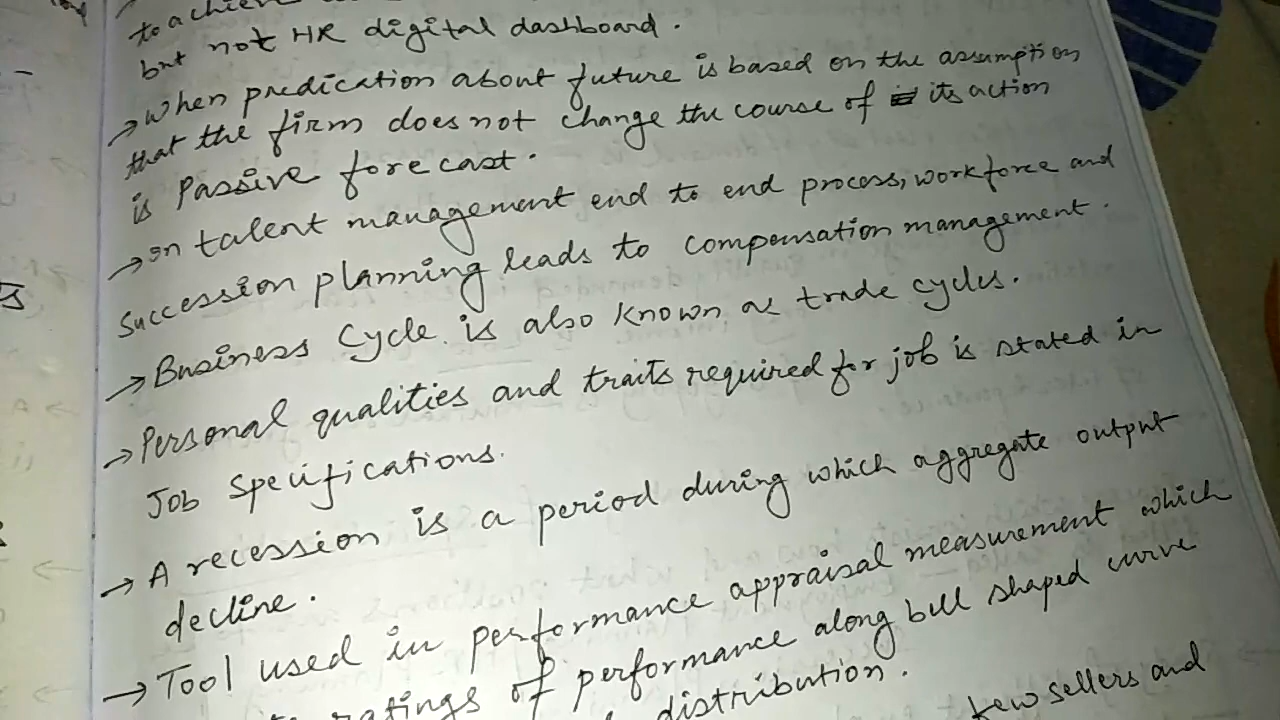 to achieve
but not HR digital dashboard.
→ when predication about future is based on the assumption
that the firm does not change the course of its action
is passive forecast.
→ on talent management end to end process, workforce and
succession planning leads to compensation management.
→ Business Cycle is also known as trade cycles.
→ Personal qualities and traits required for job is stated in
Job Specifications.
→ A recession is a period during which aggregate output
decline.
→ Tool used in performance appraisal measurement which
ratings of performance along bell shaped curve
distribution.
few sellers and